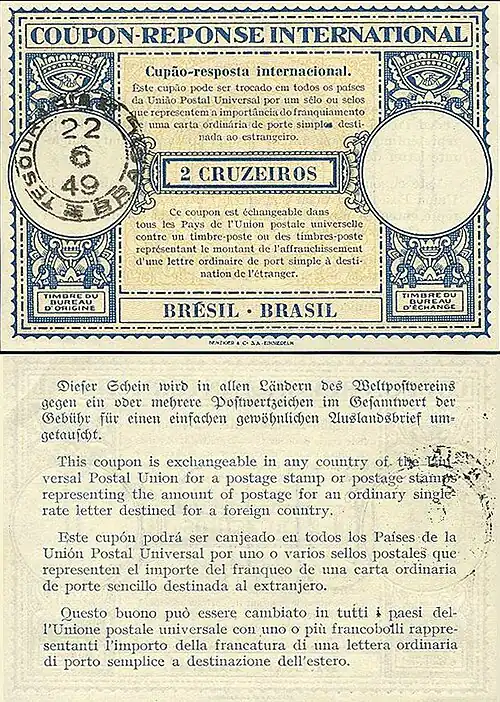 COUPON-REPONSE INTERNATIONAL
Cupão-resposta internacional.
Êste cupão pode ser trocado em todos os países
da União Postal Universal por um sêlo ou selos
que representem a importância do franquiamento
de uma carta ordinária de porte simples desti-
nada ao estrangeiro.
TESOUR
22
6
49
BRAS
2 CRUZEIROS
Ce coupon est échangeable dans
tous les Pays de l'Union postale universelle
contre un timbre-poste ou des timbres-poste
représentant le montant de l'affranchissement
d'une lettre ordinaire de port simple à desti-
nation de l'étranger.
TIMBRE DU
BUREAU
D'ORIGINE
BRÉSIL · BRASIL
TIMBRE DU
BUREAU
D'ÉCHANGE
BENZIGER & Co S.A. EINSIEDELN
Dieser Schein wird in allen Ländern des Weltpostvereins
gegen ein oder mehrere Postwertzeichen im Gesamtwert der
Gebühr für einen einfachen gewöhnlichen Auslandsbrief um-
getauscht.
This coupon is exchangeable in any country of the Uni-
versal Postal Union for a postage stamp or postage stamps
representing the amount of postage for an ordinary single
rate letter destined for a foreign country.
Este cupón podrá ser canjeado en todos los Países de la
Unión Postal Universal por uno o varios sellos postales que
representen el importe del franqueo de una carta ordinaria
de porte sencillo destinada al extranjero.
Questo buono può essere cambiato in tutti i paesi del-
l'Unione postale universale con uno o più francobolli rappre-
sentanti l'importo della francatura di una lettera ordinaria
di porto semplice a destinazione dell'estero.